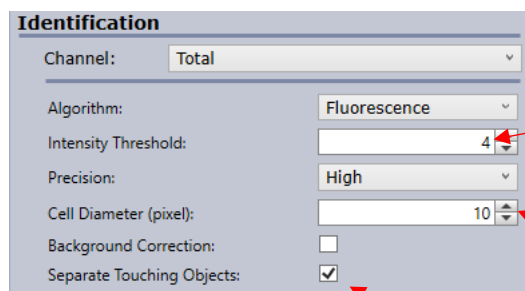 Identification
Channel: Total
Algorithm: Fluorescence
Intensity Threshold: 4
Precision: High
Cell Diameter (pixel): 10
Background Correction:
Separate Touching Objects: